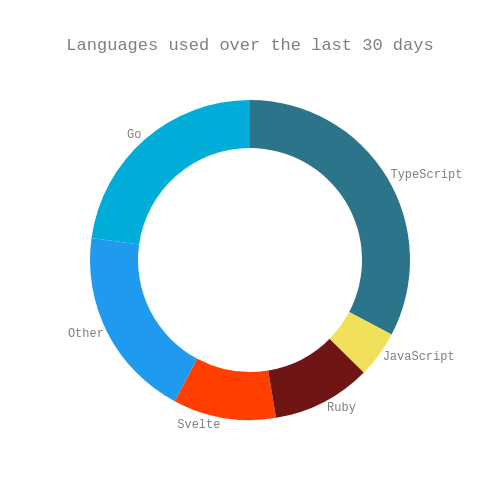 Languages used over the last 30 days
Go
TypeScript
Other
JavaScript
Ruby
Svelte